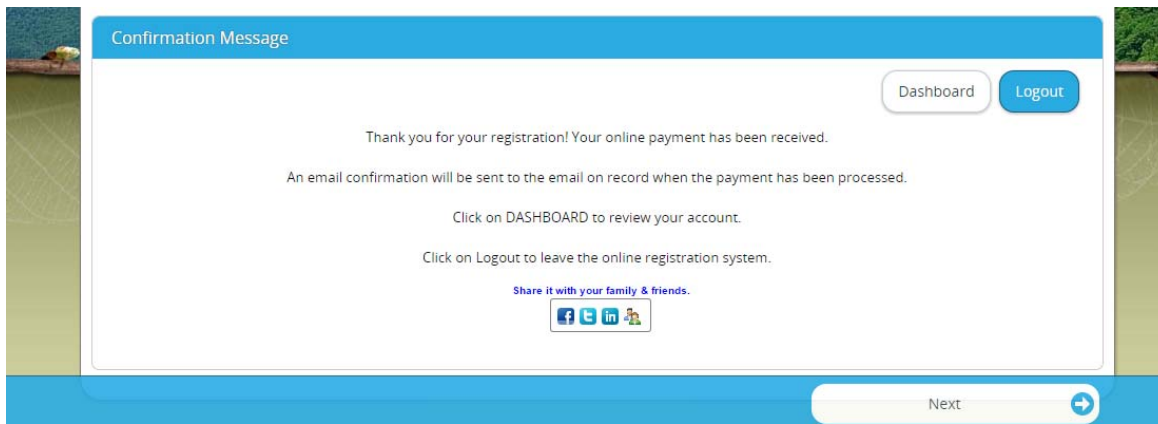 Confirmation Message
Dashboard
Logout
Thank you for your registration! Your online payment has been received.
An email confirmation will be sent to the email on record when the payment has been processed.
Click on DASHBOARD to review your account.
Click on Logout to leave the online registration system.
Share it with your family & friends.
Next